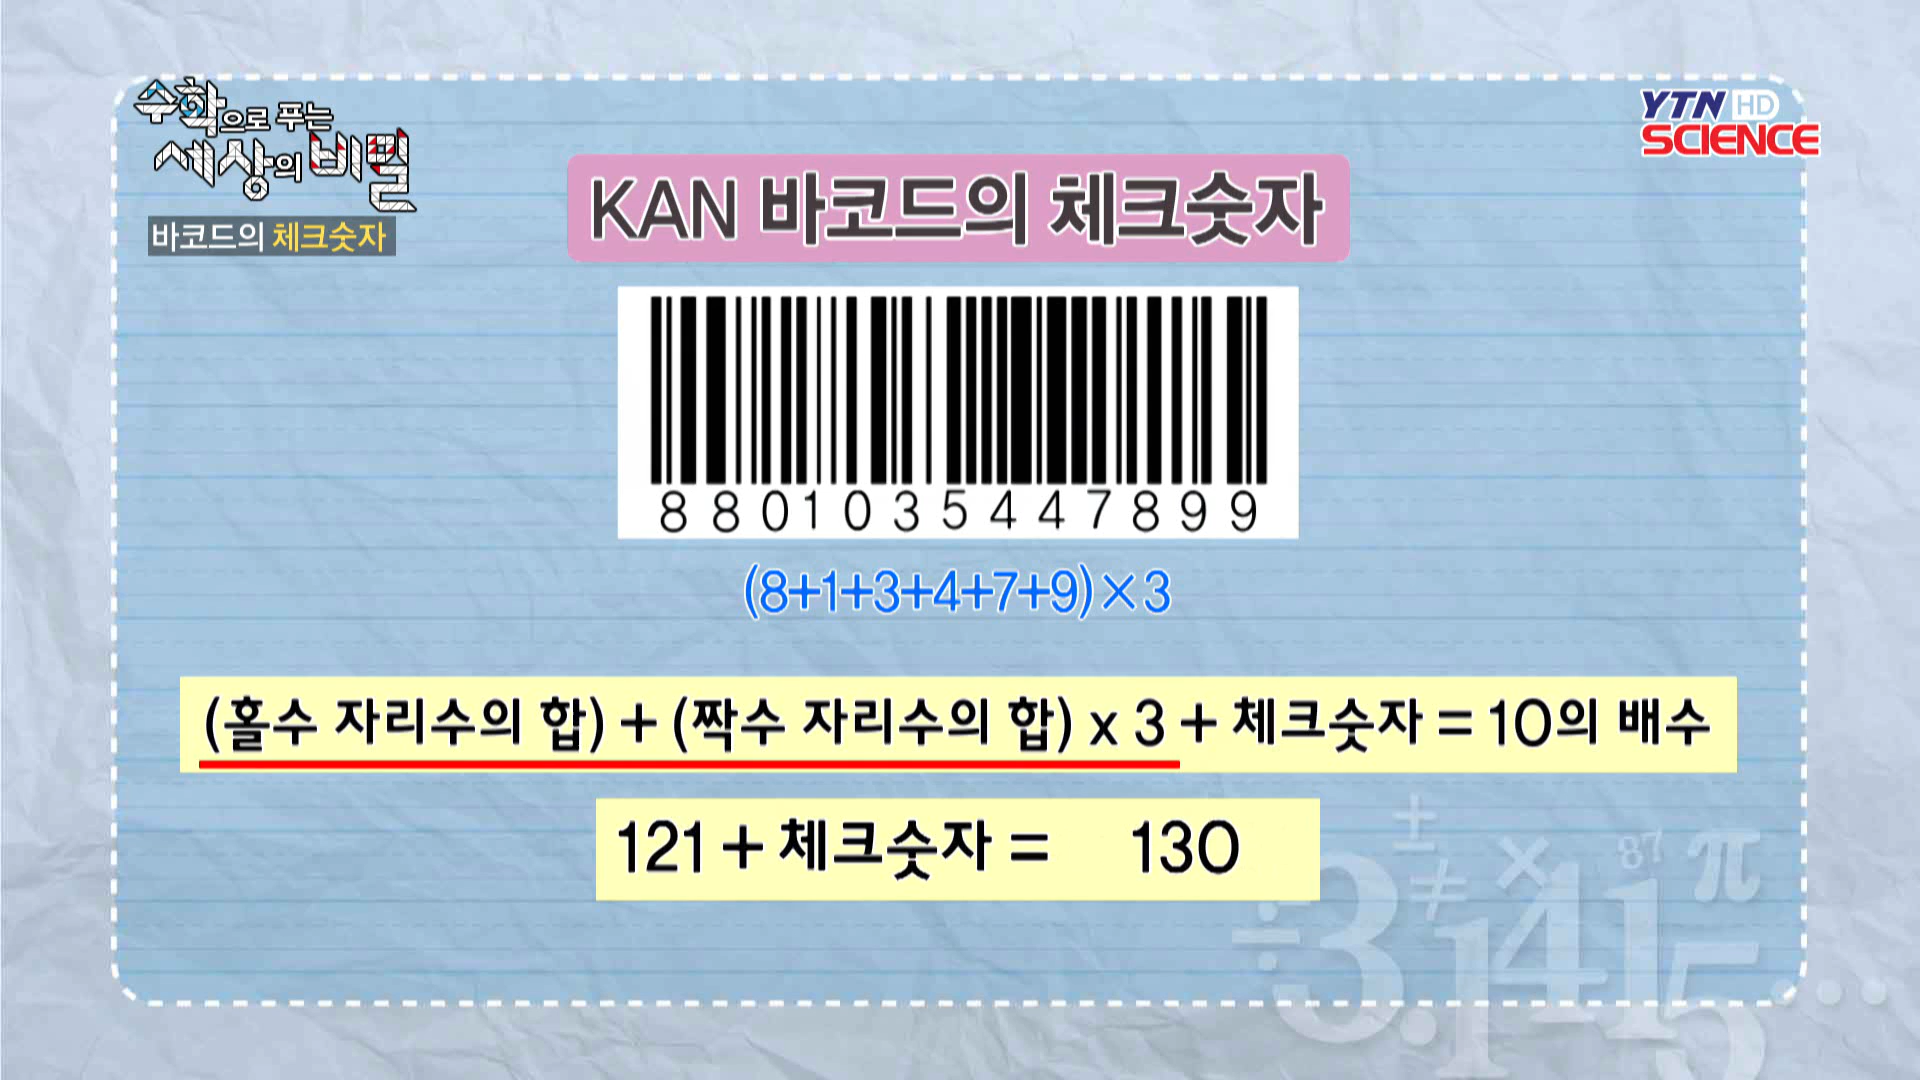 수학으로 푸는
세상의 비밀
바코드의 체크숫자
YTN HD
SCIENCE
KAN 바코드의 체크숫자
8 8 0 1 0 3 5 4 4 7 8 9 9
(8+1+3+4+7+9)×3
(홀수 자리수의 합) + (짝수 자리수의 합) x 3 + 체크숫자 = 10의 배수
121 + 체크숫자 = 130
± ≠ × 87 π
÷ 3.1415...